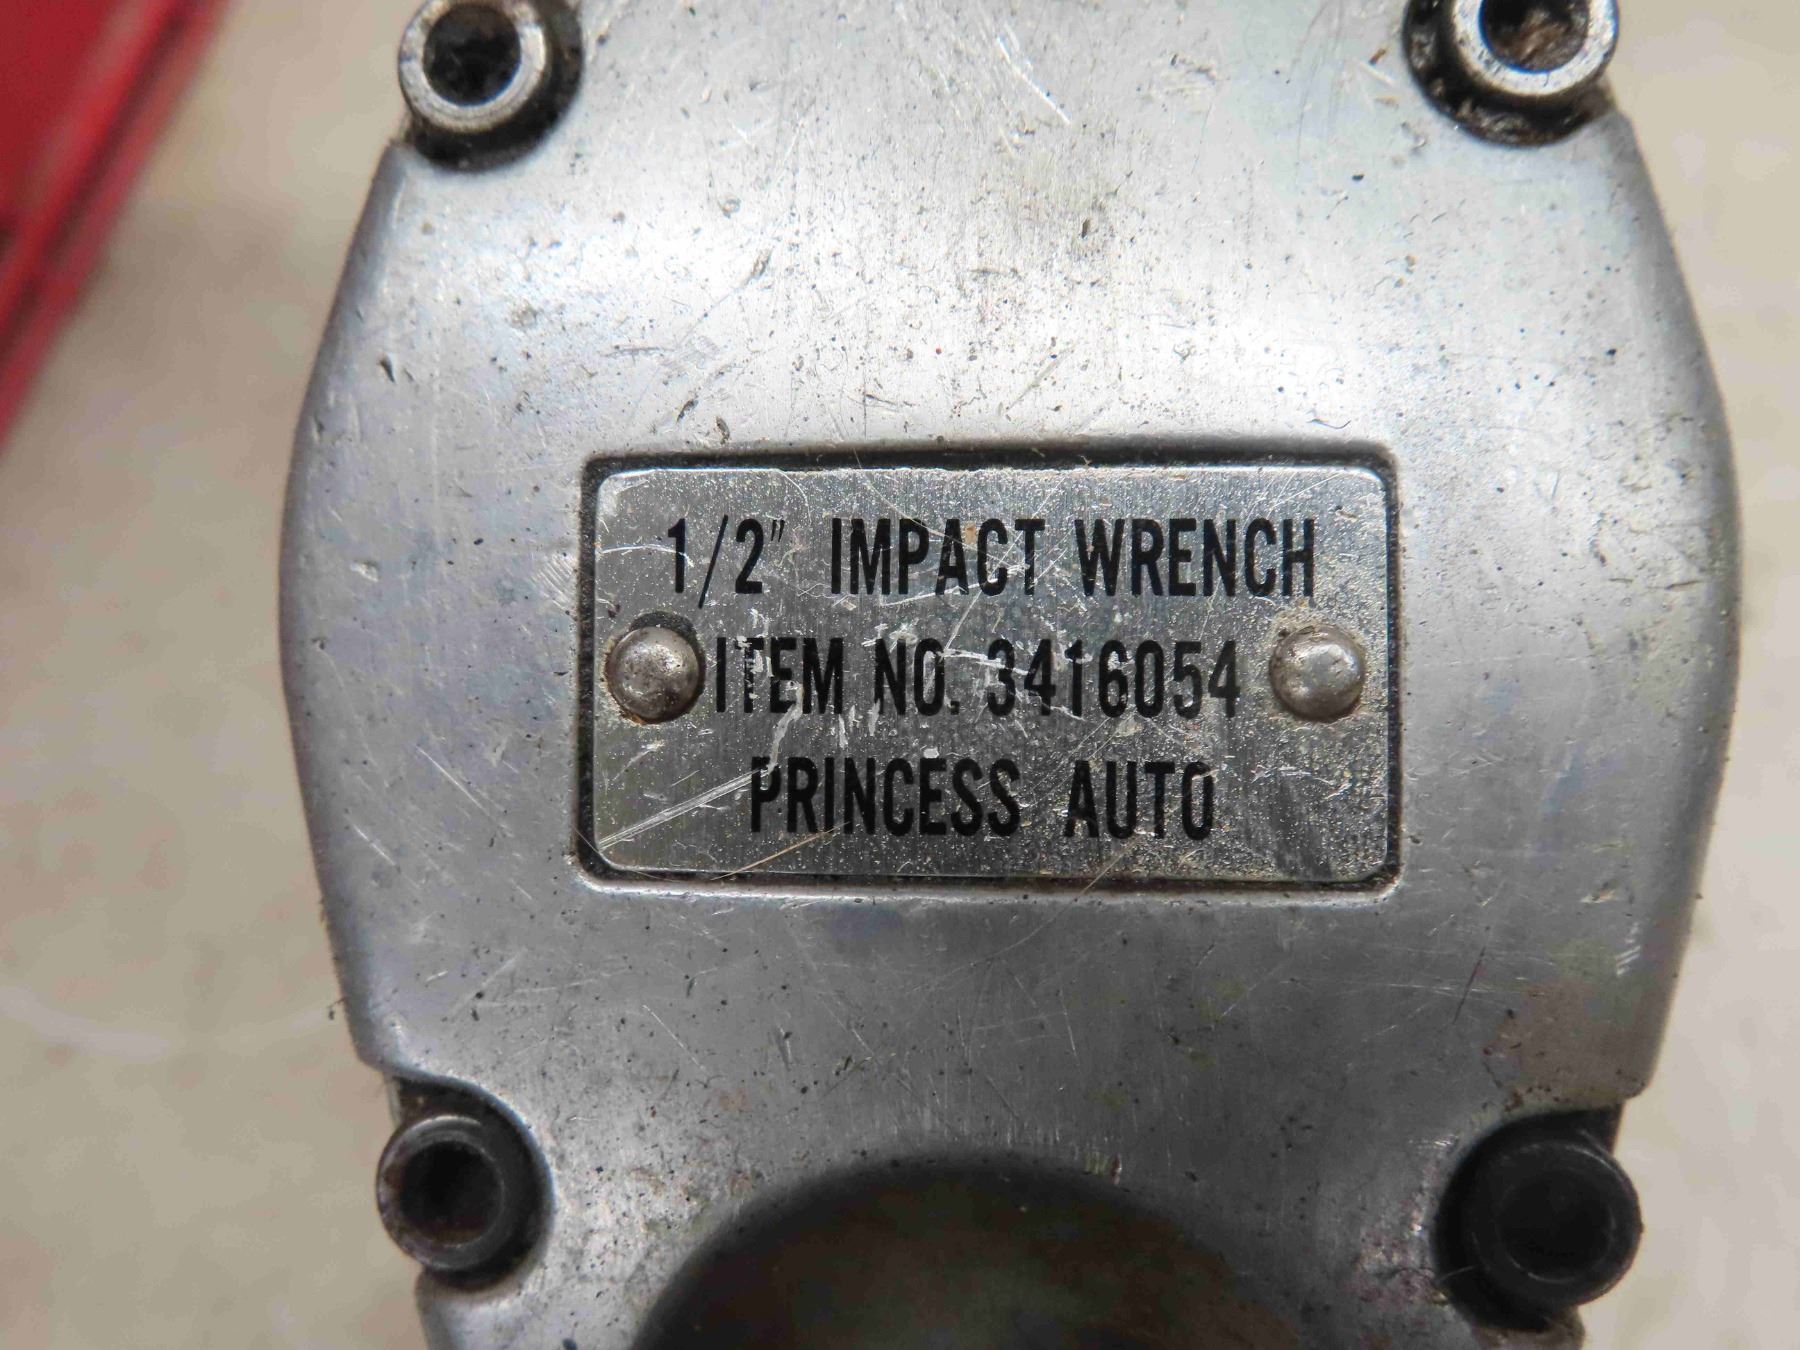 1/2" IMPACT WRENCH
ITEM NO. 3416054
PRINCESS AUTO